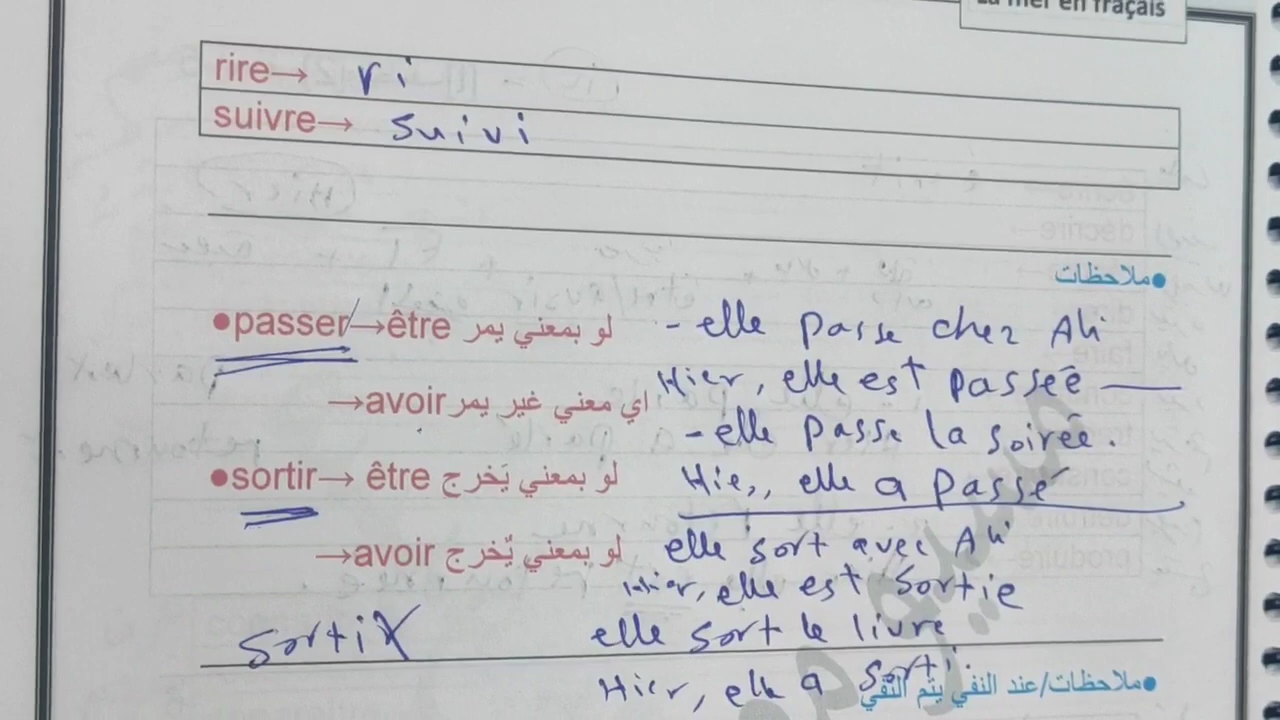 La mer en fraçais
rire→ ri
suivre→ suivi
●ملاحظات
●passer→être لو بمعني يمر - elle passe chez Ali
Hier, elle est passée —
→avoir اي معني غير يمر
- elle passe la soirée.
●sortir→ être لو بمعني يَخرج Hier, elle a passé
→avoir لو بمعني يّخرج elle sort avec Ali
Hier, elle est sortie
sortir elle sort le livre
Hier, elle a sorti.
●ملاحظات/عند النفي يتم النفي